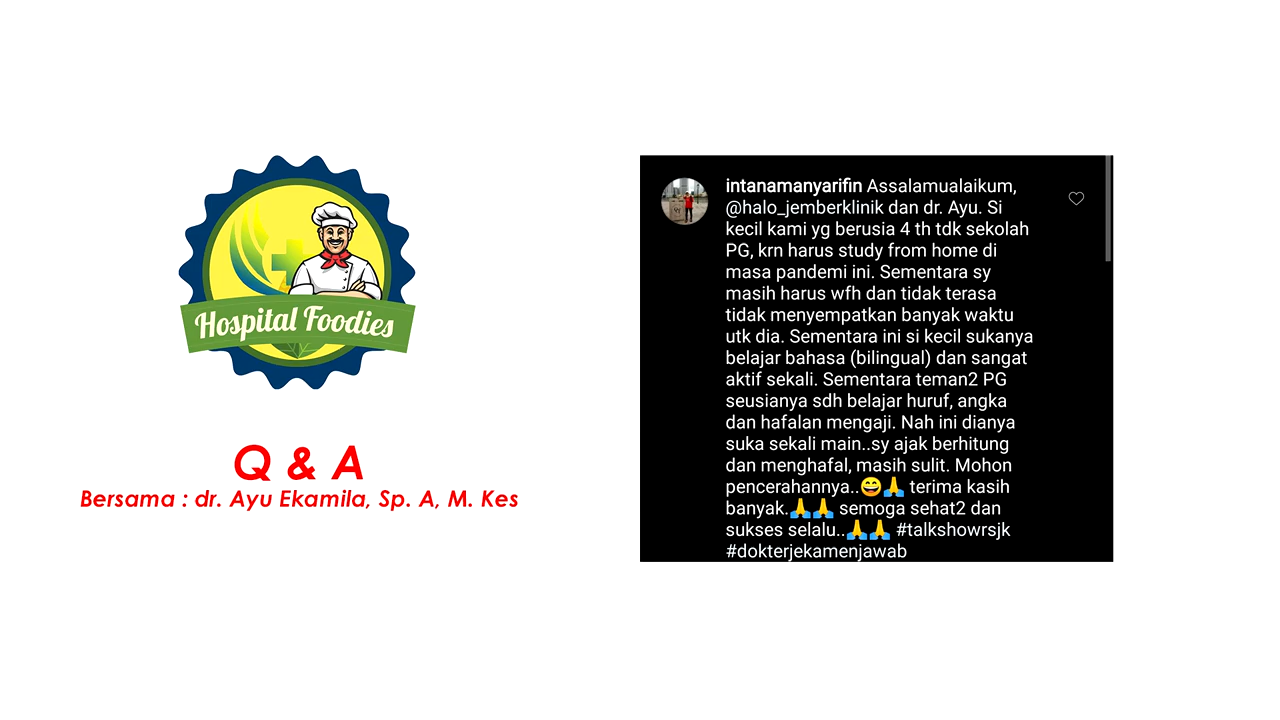 Hospital Foodies
Q & A
Bersama : dr. Ayu Ekamila, Sp. A, M. Kes
intanamanyarifin Assalamualaikum,
@halo_jemberklinik dan dr. Ayu. Si
kecil kami yg berusia 4 th tdk sekolah
PG, krn harus study from home di
masa pandemi ini. Sementara sy
masih harus wfh dan tidak terasa
tidak menyempatkan banyak waktu
utk dia. Sementara ini si kecil sukanya
belajar bahasa (bilingual) dan sangat
aktif sekali. Sementara teman2 PG
seusianya sdh belajar huruf, angka
dan hafalan mengaji. Nah ini dianya
suka sekali main..sy ajak berhitung
dan menghafal, masih sulit. Mohon
pencerahannya..😄🙏 terima kasih
banyak.🙏🙏 semoga sehat2 dan
sukses selalu..🙏🙏 #talkshowrsjk
#dokterjekamenjawab